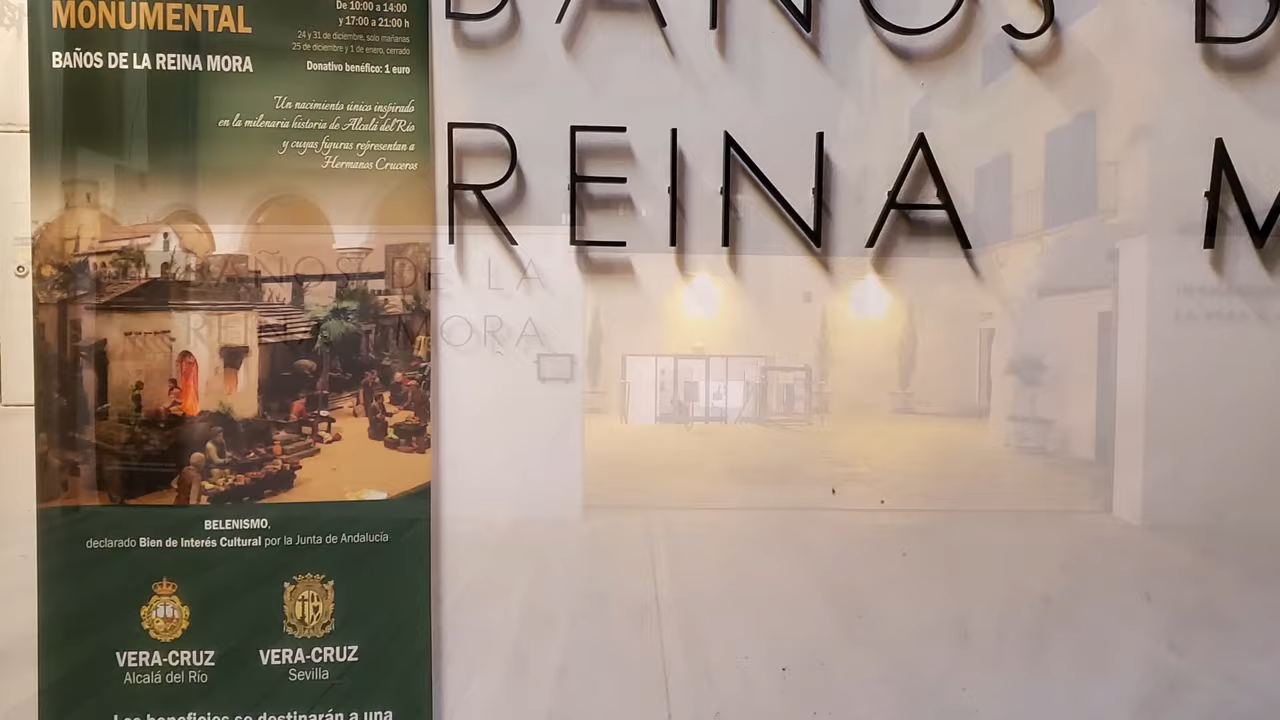 MONUMENTAL
BAÑOS DE LA REINA MORA
De 10:00 a 14:00
y 17:00 a 21:00 h
24 y 31 de diciembre, solo mañanas
25 de diciembre y 1 de enero, cerrado
Donativo benéfico: 1 euro
Un nacimiento único inspirado
en la milenaria historia de Alcalá del Río
y cuyas figuras representan a
Hermanos Cruceros
BELENISMO,
declarado Bien de Interés Cultural por la Junta de Andalucía
VERA-CRUZ
Alcalá del Río
VERA-CRUZ
Sevilla
Los beneficios se destinarán a una
BAÑOS D
REINA M
BAÑOS DE LA
REINA MORA